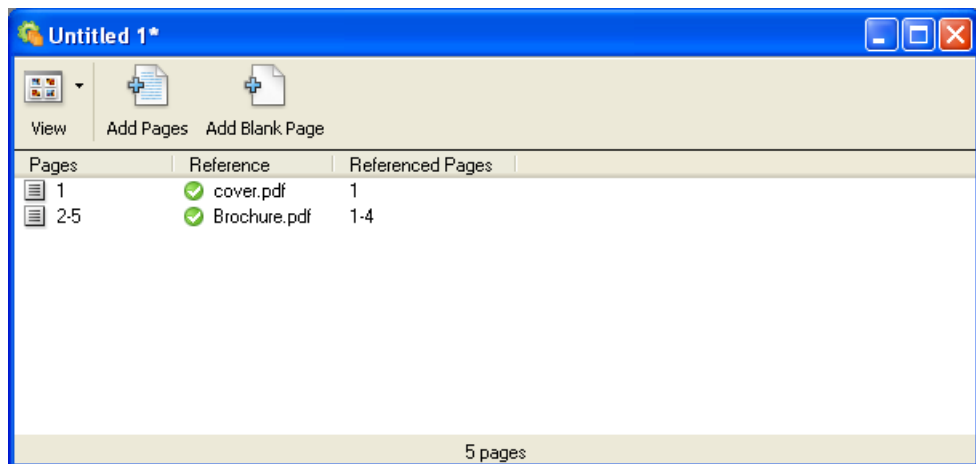 Untitled 1*
View Add Pages Add Blank Page
Pages Reference Referenced Pages
1 cover.pdf 1
2-5 Brochure.pdf 1-4
5 pages